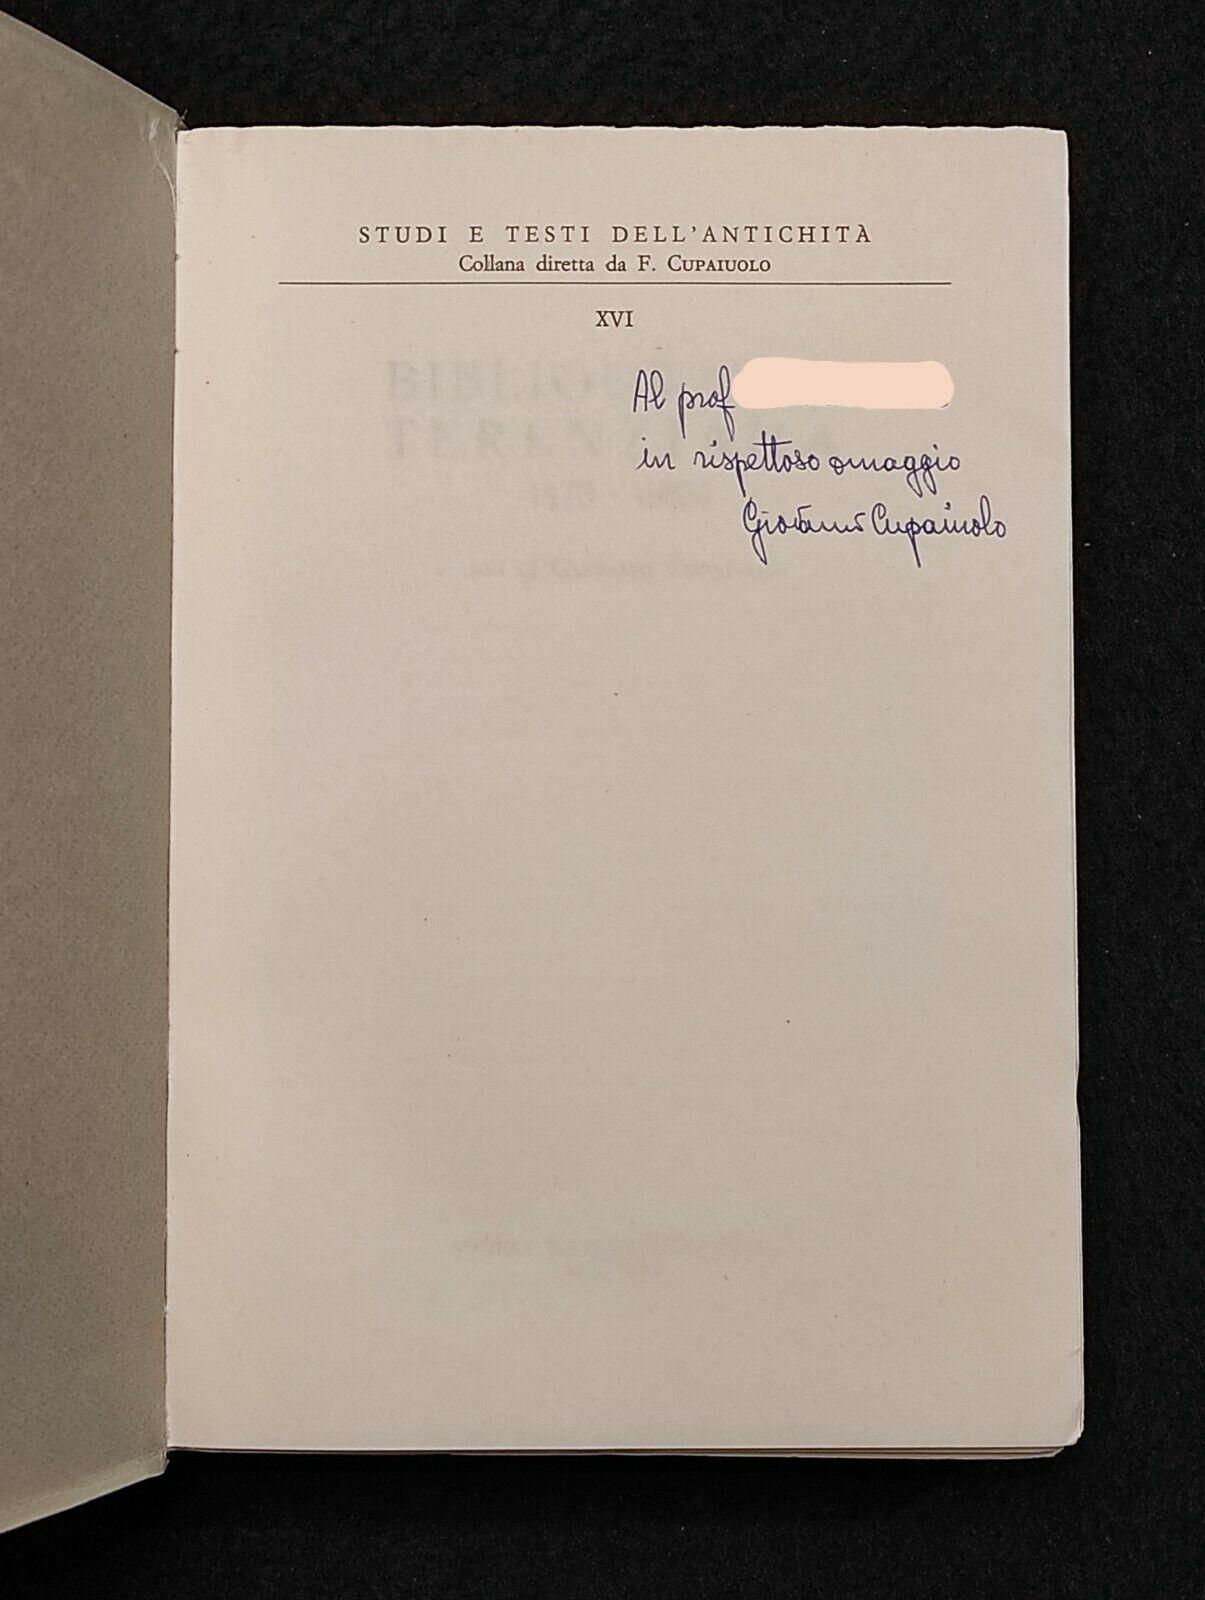 STUDI E TESTI DELL'ANTICHITÀ
Collana diretta da F. CUPAIUOLO
XVI
Al prof
in rispettoso omaggio
Giovanni Cupaiuolo